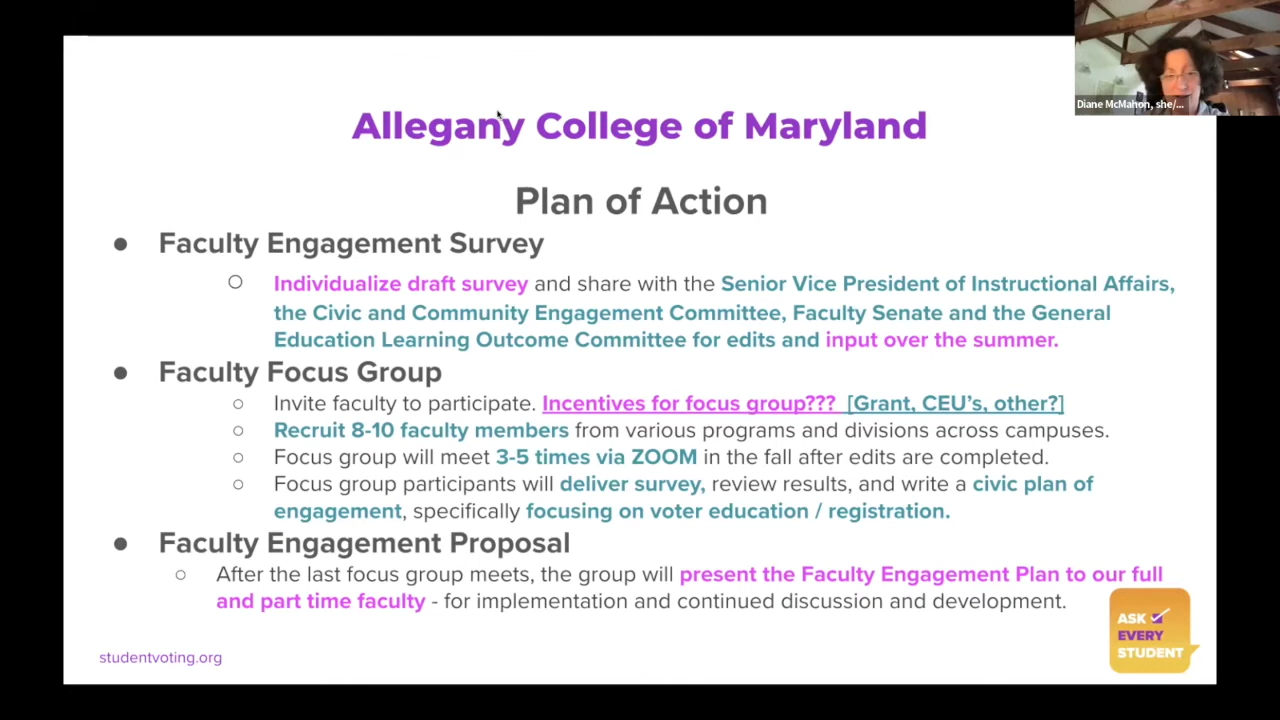 Diane McMahon, she/...
Allegany College of Maryland
Plan of Action
● Faculty Engagement Survey
○ Individualize draft survey and share with the Senior Vice President of Instructional Affairs,
the Civic and Community Engagement Committee, Faculty Senate and the General
Education Learning Outcome Committee for edits and input over the summer.
● Faculty Focus Group
○ Invite faculty to participate. Incentives for focus group??? [Grant, CEU's, other?]
○ Recruit 8-10 faculty members from various programs and divisions across campuses.
○ Focus group will meet 3-5 times via ZOOM in the fall after edits are completed.
○ Focus group participants will deliver survey, review results, and write a civic plan of
engagement, specifically focusing on voter education / registration.
● Faculty Engagement Proposal
○ After the last focus group meets, the group will present the Faculty Engagement Plan to our full
and part time faculty - for implementation and continued discussion and development.
studentvoting.org
ASK
EVERY
STUDENT